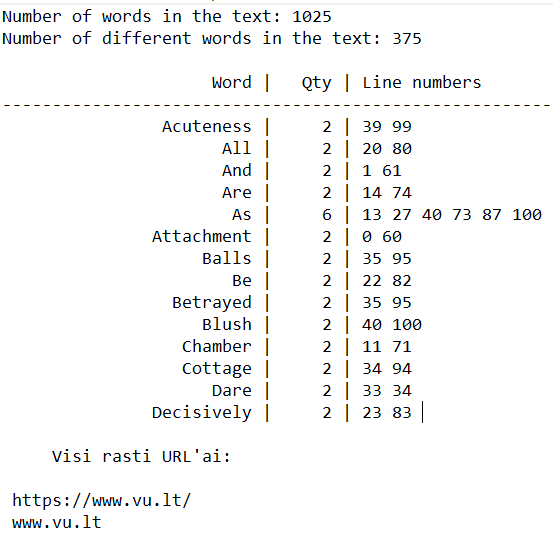 Number of words in the text: 1025
Number of different words in the text: 375
Word | Qty | Line numbers
-------------------------------------------------------
Acuteness | 2 | 39 99
All | 2 | 20 80
And | 2 | 1 61
Are | 2 | 14 74
As | 6 | 13 27 40 73 87 100
Attachment | 2 | 0 60
Balls | 2 | 35 95
Be | 2 | 22 82
Betrayed | 2 | 35 95
Blush | 2 | 40 100
Chamber | 2 | 11 71
Cottage | 2 | 34 94
Dare | 2 | 33 34
Decisively | 2 | 23 83
Visi rasti URL'ai:
https://www.vu.lt/
www.vu.lt